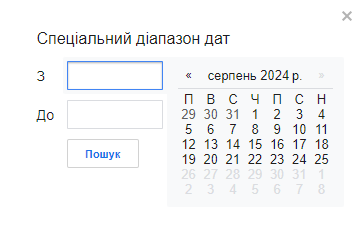 ×
Спеціальний діапазон дат
З
До
Пошук
« серпень 2024 р. »
П В С Ч П С Н
29 30 31 1 2 3 4
5 6 7 8 9 10 11
12 13 14 15 16 17 18
19 20 21 22 23 24 25
26 27 28 29 30 31 1
2 3 4 5 6 7 8